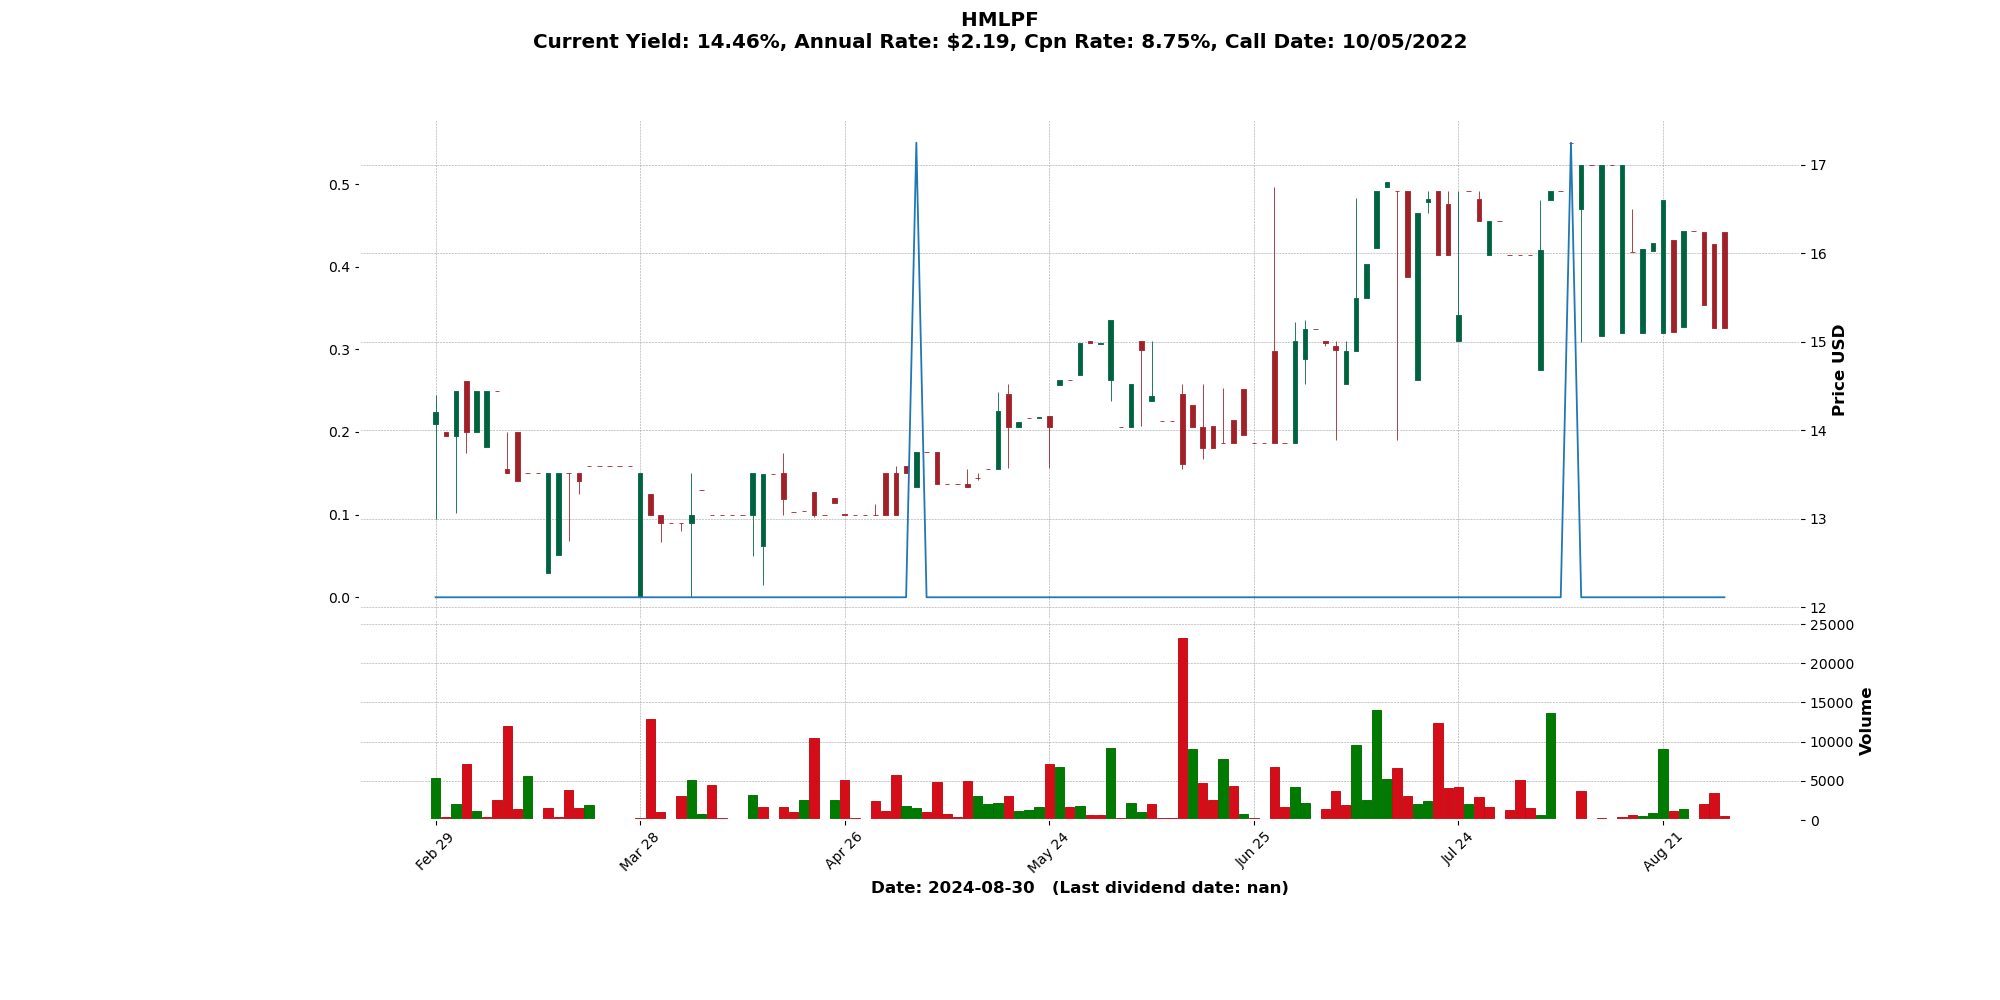 HMLPF
Current Yield: 14.46%, Annual Rate: $2.19, Cpn Rate: 8.75%, Call Date: 10/05/2022
0.5
0.4
0.3
0.2
0.1
0.0
17
16
15
14
13
12
Price USD
25000
20000
15000
10000
5000
0
Volume
Feb 29
Mar 28
Apr 26
May 24
Jun 25
Jul 24
Aug 21
Date: 2024-08-30 (Last dividend date: nan)